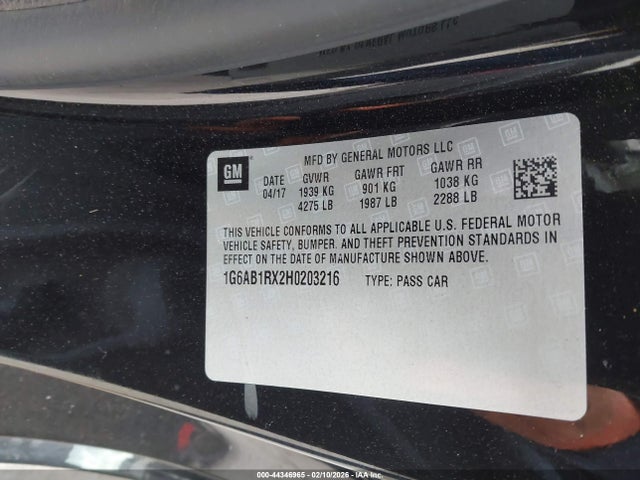 MFD BY GENERAL MOTORS LLC
GM
DATE GVWR GAWR FRT GAWR RR
04/17 1939 KG 901 KG 1038 KG
4275 LB 1987 LB 2288 LB
THIS VEHICLE CONFORMS TO ALL APPLICABLE U.S. FEDERAL MOTOR
VEHICLE SAFETY, BUMPER, AND THEFT PREVENTION STANDARDS IN
EFFECT ON THE DATE OF MANUFACTURE SHOWN ABOVE.
1G6AB1RX2H0203216 TYPE: PASS CAR
000-44346965 - 02/10/2026 - IAAI.COM